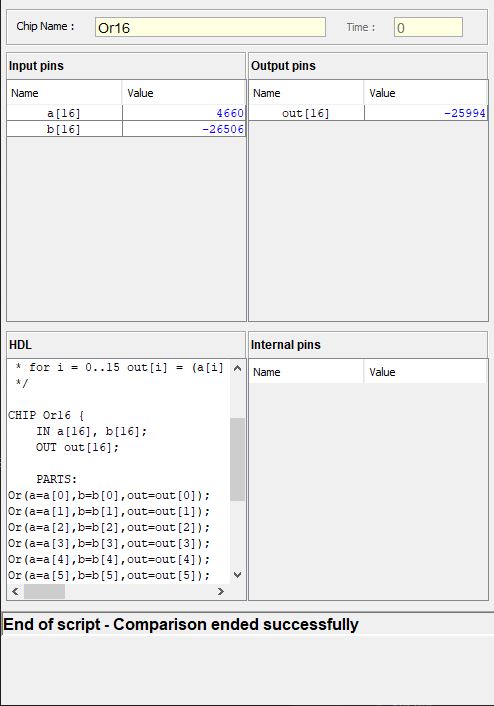 Chip Name : Or16 Time : 0
Input pins
Name Value
a[16] 4660
b[16] -26506
Output pins
Name Value
out[16] -25994
HDL
* for i = 0..15 out[i] = (a[i]
*/
CHIP Or16 {
IN a[16], b[16];
OUT out[16];
PARTS:
Or(a=a[0],b=b[0],out=out[0]);
Or(a=a[1],b=b[1],out=out[1]);
Or(a=a[2],b=b[2],out=out[2]);
Or(a=a[3],b=b[3],out=out[3]);
Or(a=a[4],b=b[4],out=out[4]);
Or(a=a[5],b=b[5],out=out[5]);
Internal pins
Name Value
End of script - Comparison ended successfully